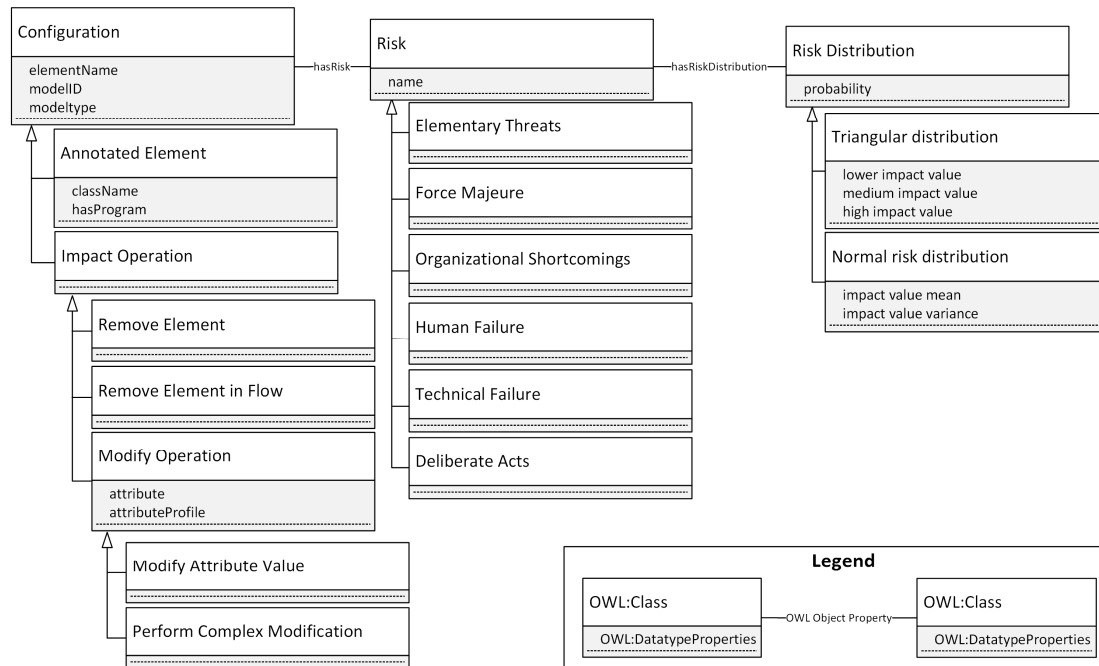 Configuration
elementName
modelID
modeltype
hasRisk
Risk
name
hasRiskDistribution
Risk Distribution
probability
Annotated Element
className
hasProgram
Impact Operation
Remove Element
Remove Element in Flow
Modify Operation
attribute
attributeProfile
Modify Attribute Value
Perform Complex Modification
Elementary Threats
Force Majeure
Organizational Shortcomings
Human Failure
Technical Failure
Deliberate Acts
Triangular distribution
lower impact value
medium impact value
high impact value
Normal risk distribution
impact value mean
impact value variance
Legend
OWL:Class
OWL:DatatypeProperties
OWL Object Property
OWL:Class
OWL:DatatypeProperties